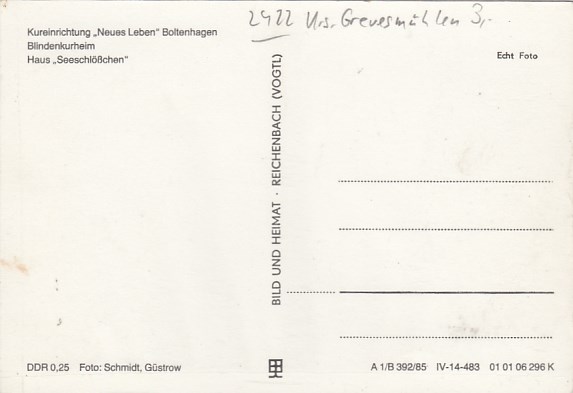 2422 Krs. Grevesmühlen 3,-
Kureinrichtung „Neues Leben“ Boltenhagen
Blindenkurheim
Haus „Seeschlößchen“
Echt Foto
BILD UND HEIMAT · REICHENBACH (VOGTL)
DDR 0,25 Foto: Schmidt, Güstrow
A 1/B 392/85 IV-14-483 01 01 06 296 K